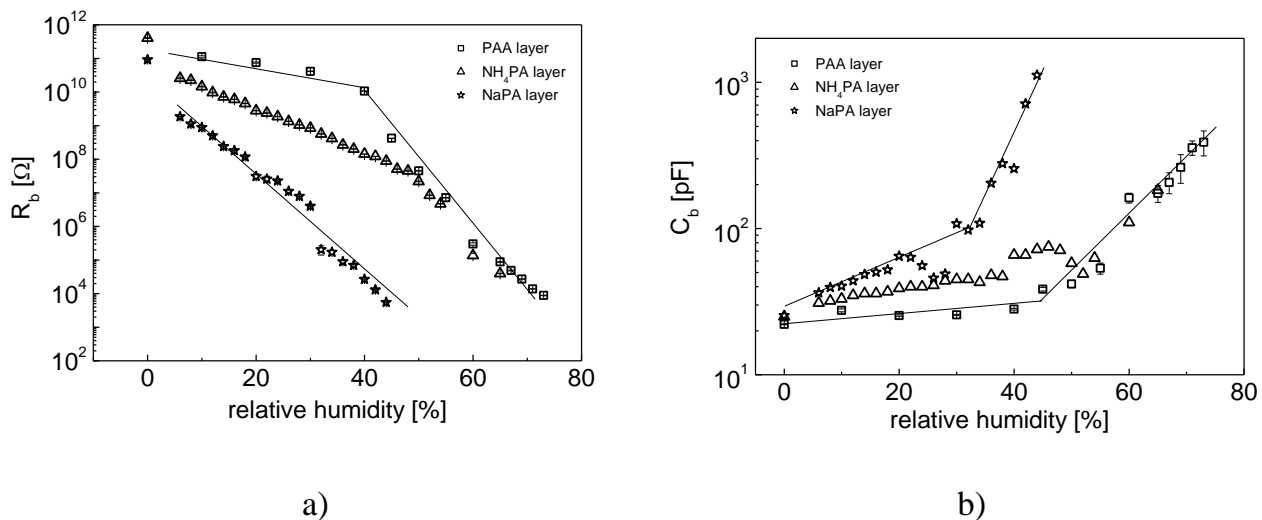 10^12
10^10
10^8
10^6
10^4
10^2
R_b [Ω]
PAA layer
NH_4PA layer
NaPA layer
0 20 40 60 80
relative humidity [%]
a)
10^3
10^2
10^1
C_b [pF]
PAA layer
NH_4PA layer
NaPA layer
0 20 40 60 80
relative humidity [%]
b)